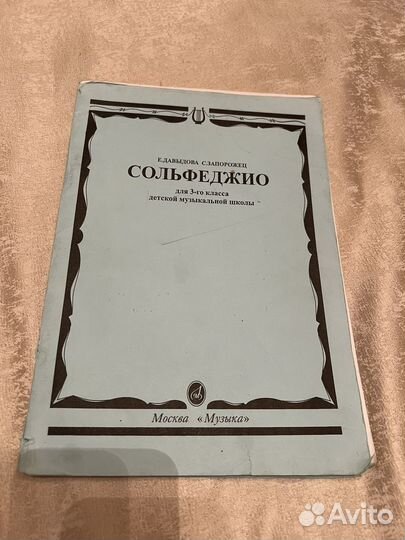 Е.ДАВЫДОВА С.ЗАПОРОЖЕЦ
СОЛЬФЕДЖИО
для 3-го класса
детской музыкальной школы
Москва «Музыка»
Avito